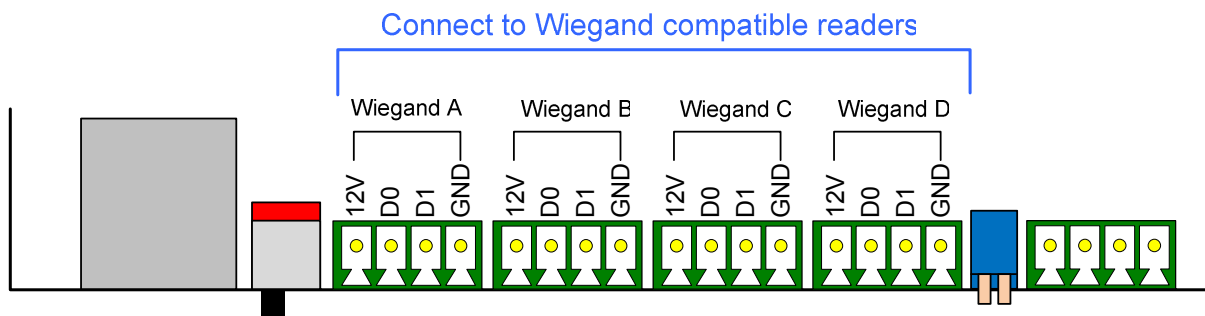 Connect to Wiegand compatible readers
Wiegand A
Wiegand B
Wiegand C
Wiegand D
12V
D0
D1
GND
12V
D0
D1
GND
12V
D0
D1
GND
12V
D0
D1
GND